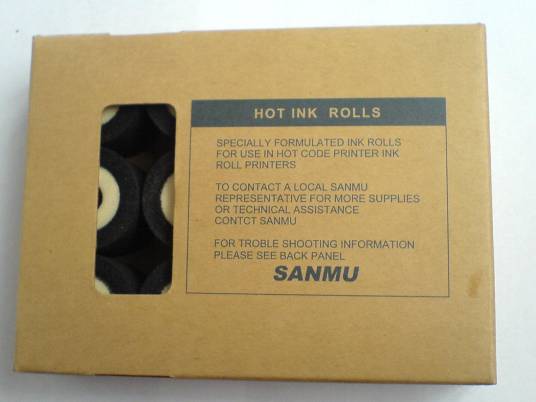 HOT INK ROLLS
SPECIALLY FORMULATED INK ROLLS
FOR USE IN HOT CODE PRINTER INK
ROLL PRINTERS
TO CONTACT A LOCAL SANMU
REPRESENTATIVE FOR MORE SUPPLIES
OR TECHNICAL ASSISTANCE
CONTCT SANMU
FOR TROBLE SHOOTING INFORMATION
PLEASE SEE BACK PANEL
SANMU